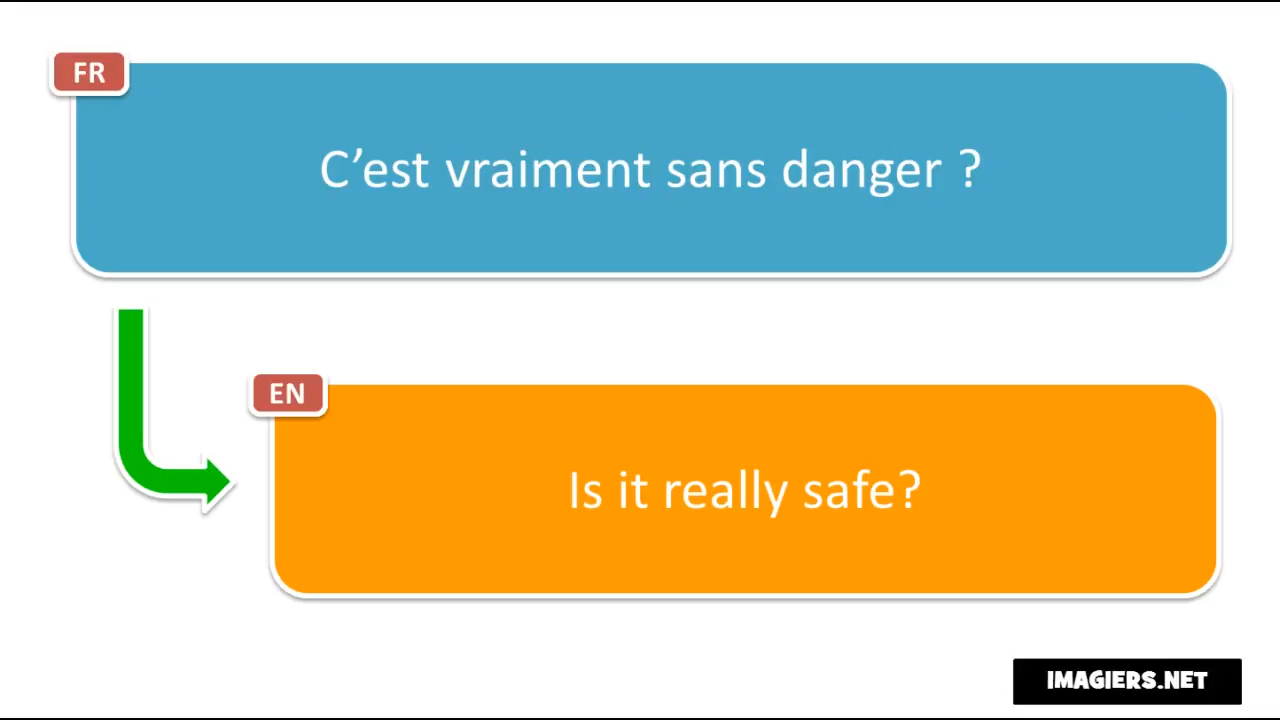 FR
C’est vraiment sans danger ?
EN
Is it really safe?
IMAGIERS.NET